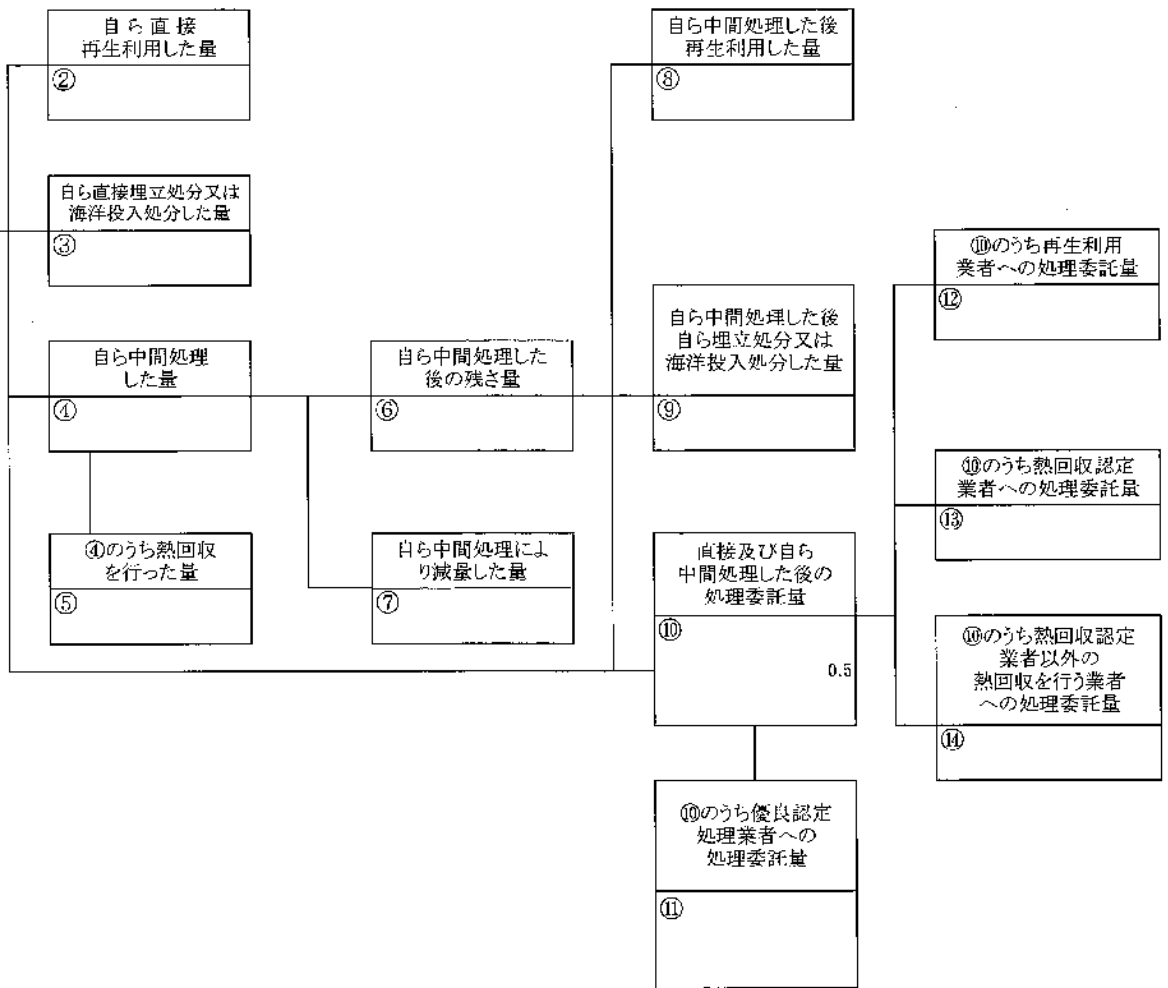 自ら直接
再生利用した量
②
自ら直接埋立処分又は
海洋投入処分した量
③
自ら中間処理
した量
④
④のうち熱回収
を行った量
⑤
自ら中間処理した
後の残さ量
⑥
自ら中間処理によ
り減量した量
⑦
自ら中間処理した後
再生利用した量
⑧
自ら中間処理した後
自ら埋立処分又は
海洋投入処分した量
⑨
直接及び自ら
中間処理した後の
処理委託量
⑩
0.5
⑩のうち優良認定
処理業者への
処理委託量
⑪
⑩のうち再生利用
業者への処理委託量
⑫
⑩のうち熱回収認定
業者への処理委託量
⑬
⑩のうち熱回収認定
業者以外の
熱回収を行う業者
への処理委託量
⑭